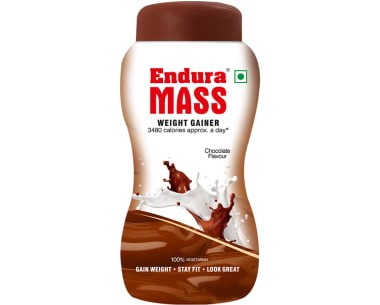 Endura®
MASS
WEIGHT GAINER
3480 calories approx. a day*
Chocolate
Flavour
100% VEGETARIAN
GAIN WEIGHT • STAY FIT • LOOK GREAT